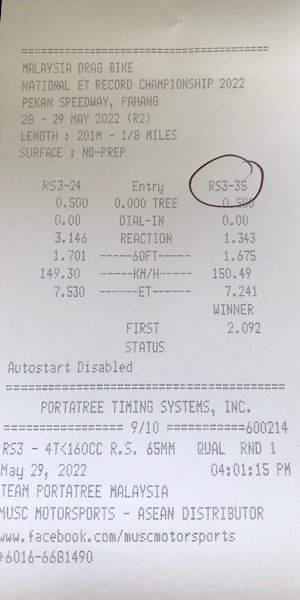 ========================================
MALAYSIA DRAG BIKE
NATIONAL ET RECORD CHAMPIONSHIP 2022
PEKAN SPEEDWAY, PAHANG
28 - 29 MAY 2022 (R2)
LENGTH : 201M - 1/8 MILES
SURFACE : NO-PREP
RS3-24 Entry RS3-35
0.500 0.000 TREE 0.500
0.00 DIAL-IN 0.00
3.146 REACTION 1.343
1.701 -----60FT----- 1.675
149.30 -----KM/H----- 150.49
7.530 ------ET------ 7.241
WINNER
FIRST 2.092
STATUS
Autostart Disabled
========================================
PORTATREE TIMING SYSTEMS, INC.
================= 9/10 ===========600214
RS3 - 4T<160CC R.S. 65MM QUAL RND 1
May 29, 2022 04:01:15 PM
TEAM PORTATREE MALAYSIA
MUSC MOTORSPORTS - ASEAN DISTRIBUTOR
www.facebook.com/muscmotorsports
+6016-6681490